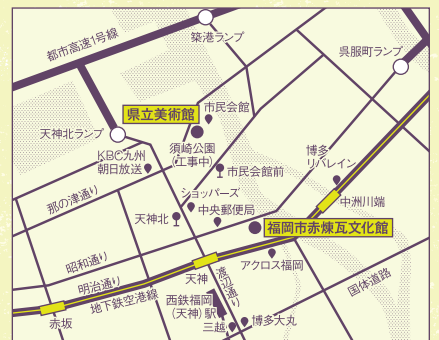 都市高速1号線
築港ランプ
呉服町ランプ
県立美術館
市民会館
天神北ランプ
須崎公園
(工事中)
KBC九州
朝日放送
市民会館前
博多
リバレイン
那の津通り
ショッパーズ
中央郵便局
中洲川端
天神北
福岡市赤煉瓦文化館
昭和通り
アクロス福岡
明治通り
天神
渡辺通り
国体道路
地下鉄空港線
西鉄福岡
(天神)駅
赤坂
三越
博多大丸